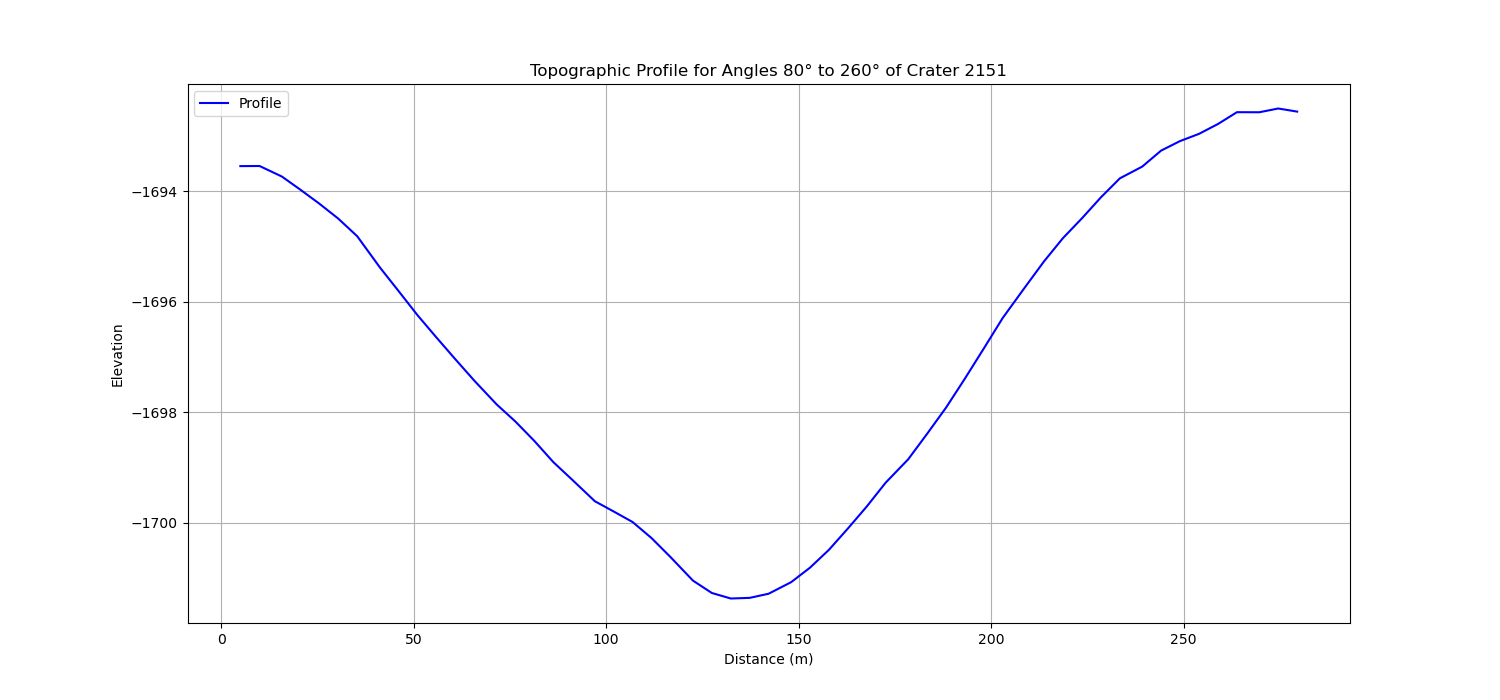 Topographic Profile for Angles 80° to 260° of Crater 2151
Profile
−1694
−1696
−1698
−1700
Elevation
0
50
100
150
200
250
Distance (m)